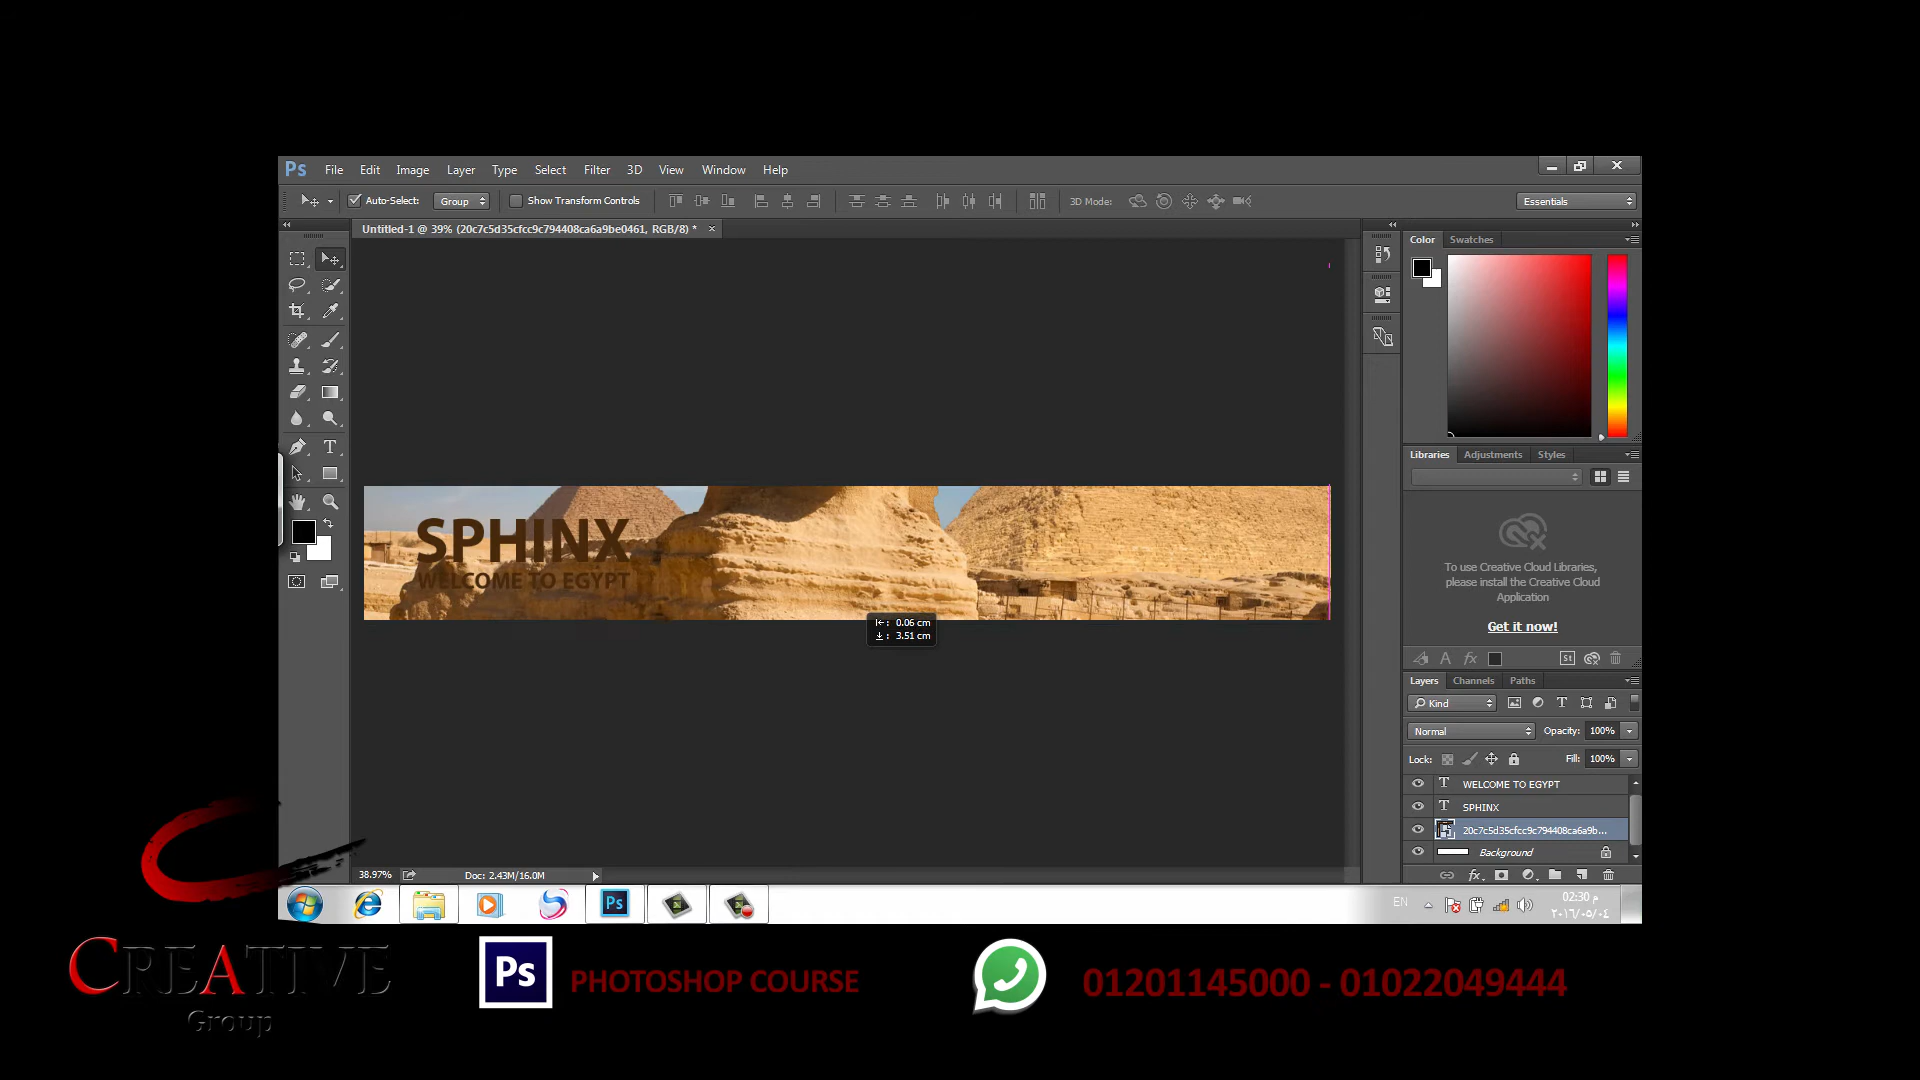 Ps File Edit Image Layer Type Select Filter 3D View Window Help
Auto-Select: Group Show Transform Controls 3D Mode: Essentials
Untitled-1 @ 39% (20c7c5d35cfcc9c794408ca6a9be0461, RGB/8) * ×
Color Swatches
Libraries Adjustments Styles
SPHINX
WELCOME TO EGYPT
To use Creative Cloud Libraries,
please install the Creative Cloud
Application
Get it now!
0.06 cm
3.51 cm
Layers Channels Paths
Kind
Normal Opacity: 100%
Lock: Fill: 100%
WELCOME TO EGYPT
SPHINX
20c7c5d35cfcc9c794408ca6a9b...
Background
38.97% Doc: 2.43M/16.0M
EN 02:30 م
٢٠١٦/٠٥/٠٤
CREATIVE
Group
Ps PHOTOSHOP COURSE
01201145000 - 01022049444